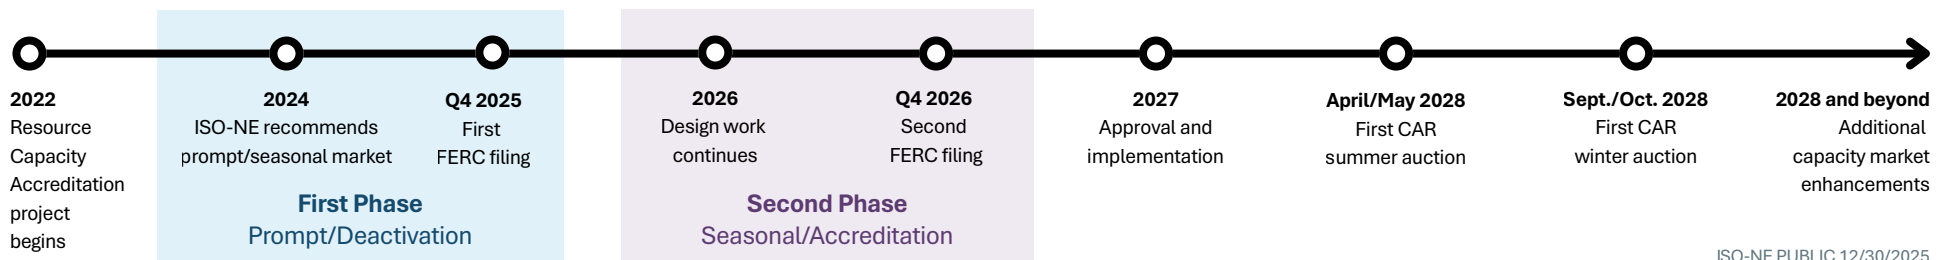 2022
Resource
Capacity
Accreditation
project
begins
2024
ISO-NE recommends
prompt/seasonal market
Q4 2025
First
FERC filing
First Phase
Prompt/Deactivation
2026
Design work
continues
Q4 2026
Second
FERC filing
Second Phase
Seasonal/Accreditation
2027
Approval and
implementation
April/May 2028
First CAR
summer auction
Sept./Oct. 2028
First CAR
winter auction
2028 and beyond
Additional
capacity market
enhancements
ISO-NE PUBLIC 12/30/2025